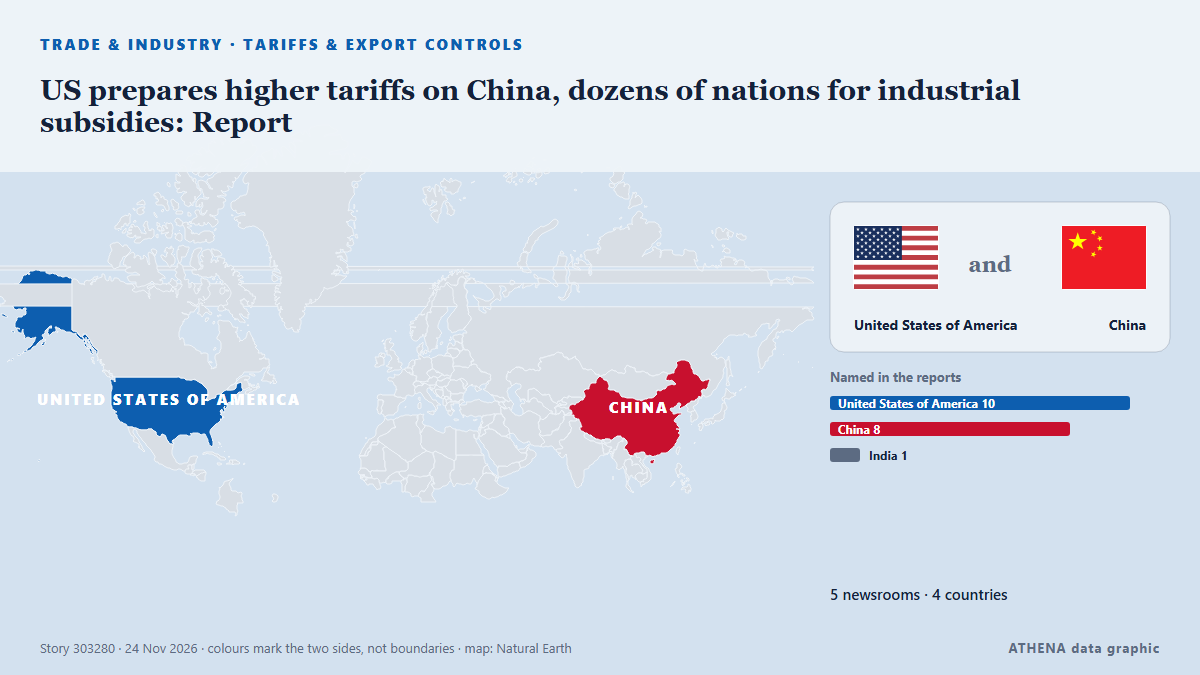 TRADE & INDUSTRY · TARIFFS & EXPORT CONTROLS
US prepares higher tariffs on China, dozens of nations for industrial
subsidies: Report
and
United States of America
China
Named in the reports
United States of America 10
China 8
India 1
UNITED STATES OF AMERICA
CHINA
5 newsrooms · 4 countries
Story 303280 · 24 Nov 2026 · colours mark the two sides, not boundaries · map: Natural Earth
ATHENA data graphic